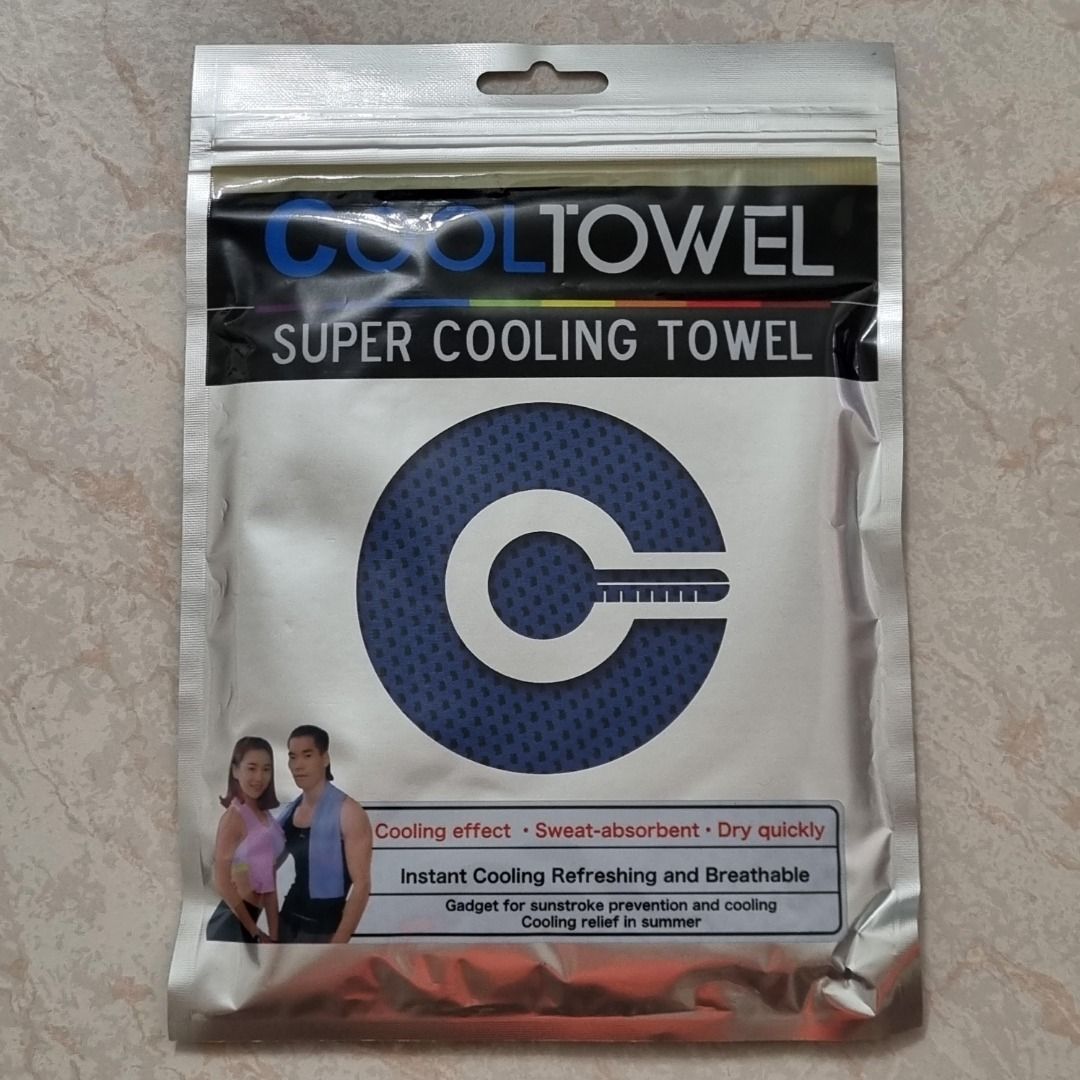 COOLTOWEL
SUPER COOLING TOWEL
Cooling effect ・Sweat-absorbent・Dry quickly
Instant Cooling Refreshing and Breathable
Gadget for sunstroke prevention and cooling
Cooling relief in summer